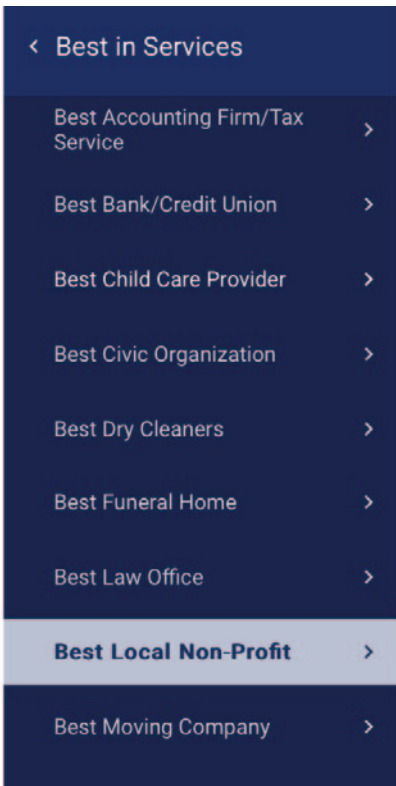 Best in Services
Best Accounting Firm/Tax
Service
Best Bank/Credit Union
Best Child Care Provider
Best Civic Organization
Best Dry Cleaners
Best Funeral Home
Best Law Office
Best Local Non-Profit
Best Moving Company